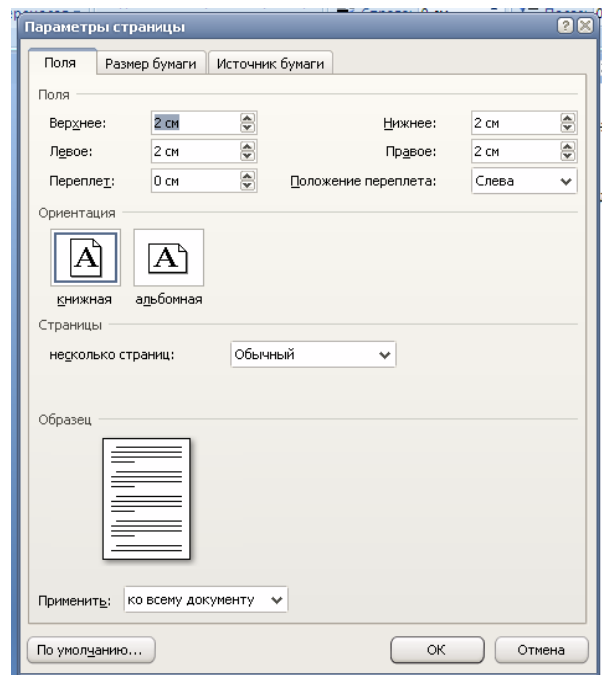 Параметры страницы
Поля Размер бумаги Источник бумаги
Поля
Верхнее: 2 см Нижнее: 2 см
Левое: 2 см Правое: 2 см
Переплет: 0 см Положение переплета: Слева
Ориентация
A A
книжная альбомная
Страницы
несколько страниц: Обычный
Образец
Применить: ко всему документу
По умолчанию... ОК Отмена